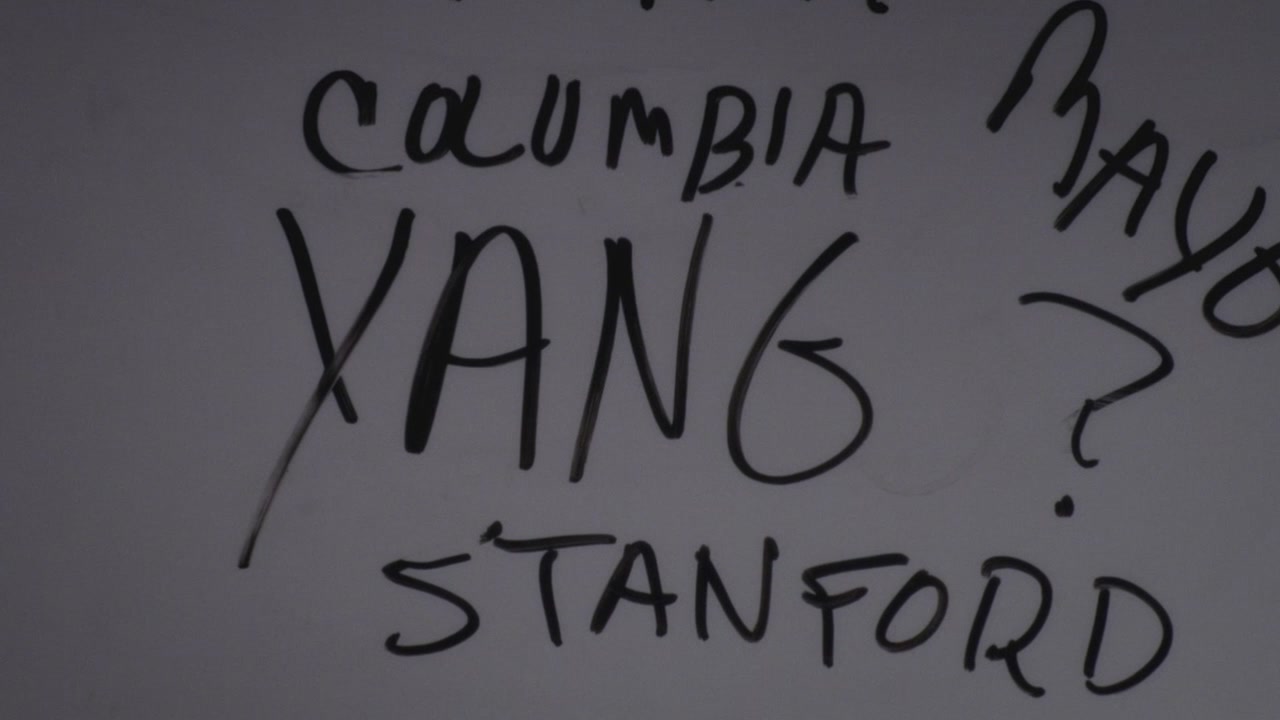 COLUMBIA
MAYO
YANG ?
STANFORD